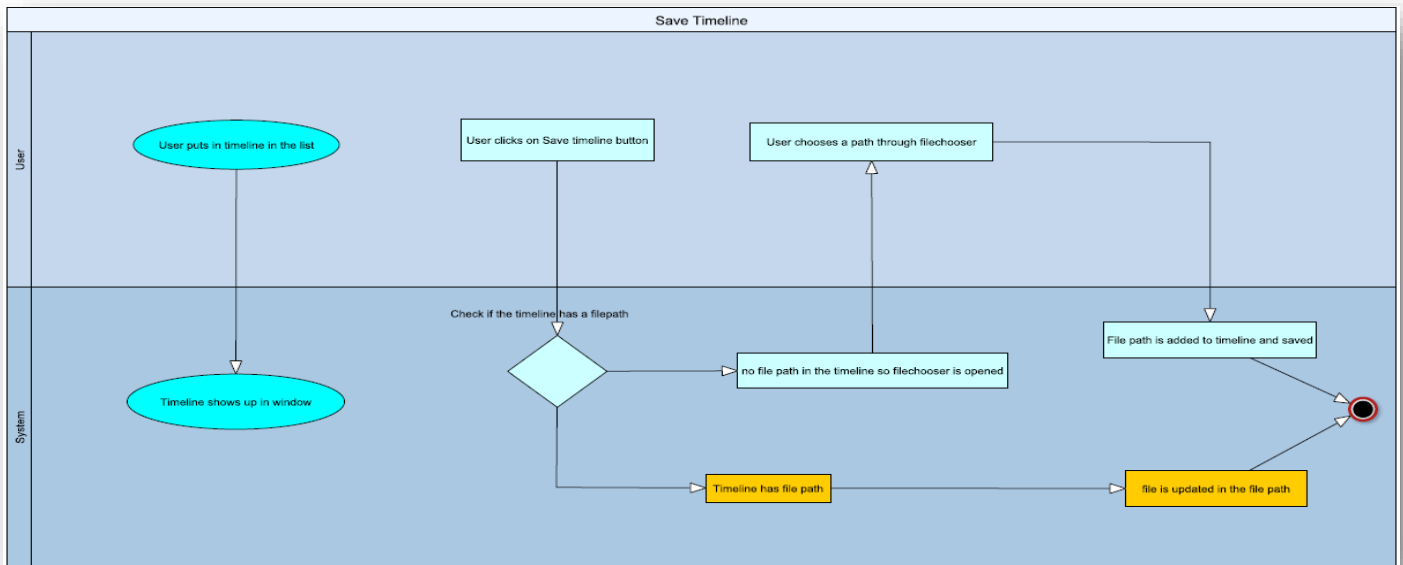 Save Timeline
User
User puts in timeline in the list
User clicks on Save timeline button
User chooses a path through filechooser
System
Check if the timeline has a filepath
File path is added to timeline and saved
no file path in the timeline so filechooser is opened
Timeline shows up in window
Timeline has file path
file is updated in the file path